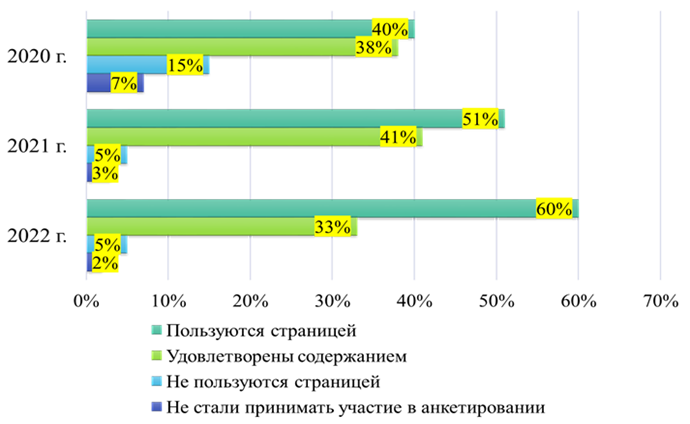 2020 г.
40%
38%
15%
7%
2021 г.
51%
41%
5%
3%
2022 г.
60%
33%
5%
2%
0% 10% 20% 30% 40% 50% 60% 70%
Пользуются страницей
Удовлетворены содержанием
Не пользуются страницей
Не стали принимать участие в анкетировании